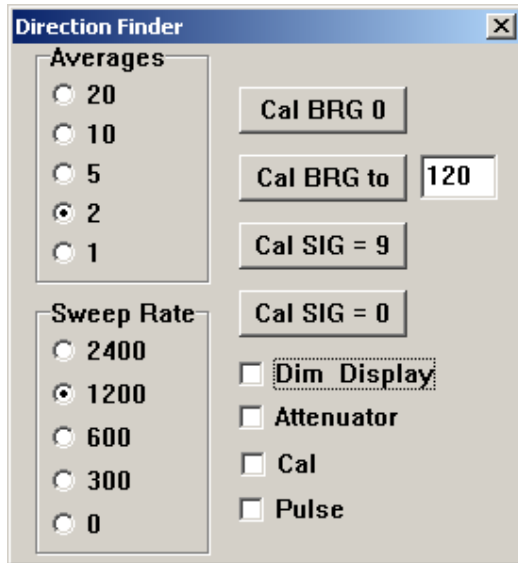 Direction Finder
Averages
20
10
5
2
1
Cal BRG 0
Cal BRG to 120
Cal SIG = 9
Cal SIG = 0
Sweep Rate
2400
1200
600
300
0
Dim Display
Attenuator
Cal
Pulse